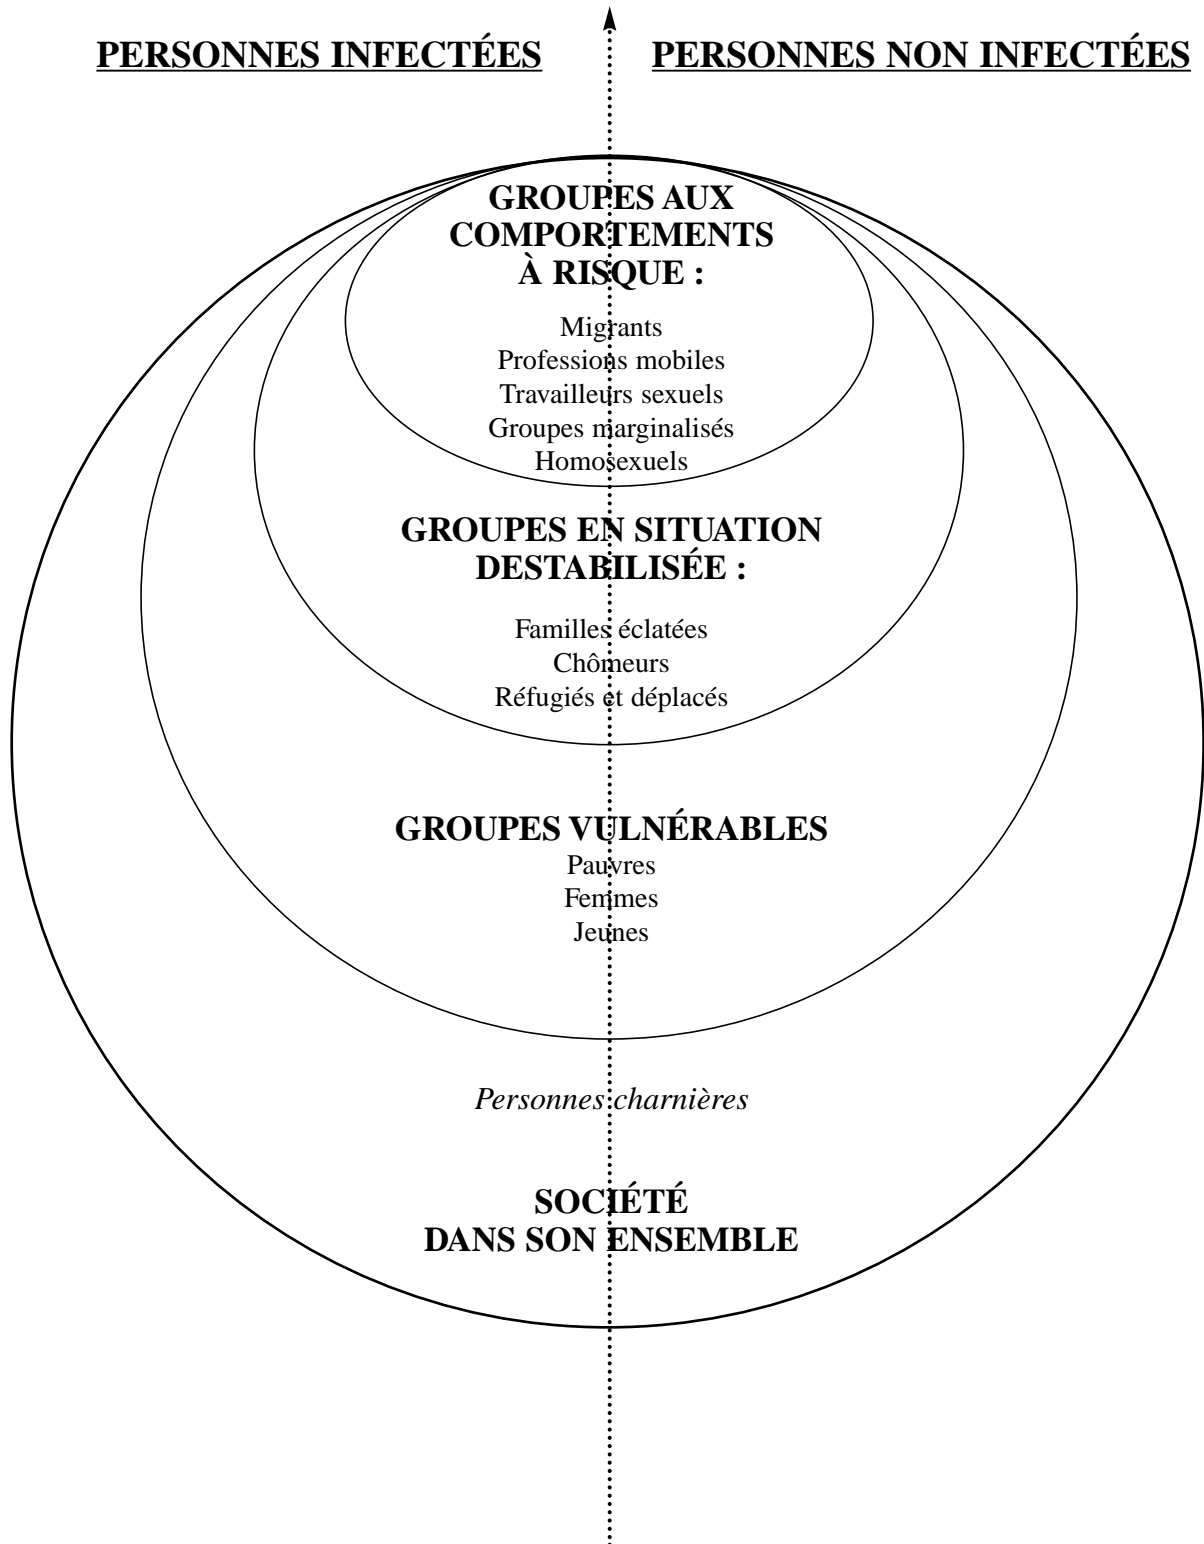 PERSONNES INFECTÉES
PERSONNES NON INFECTÉES
GROUPES AUX
COMPORTEMENTS
À RISQUE :
Migrants
Professions mobiles
Travailleurs sexuels
Groupes marginalisés
Homosexuels
GROUPES EN SITUATION
DESTABILISÉE :
Familles éclatées
Chômeurs
Réfugiés et déplacés
GROUPES VULNÉRABLES
Pauvres
Femmes
Jeunes
Personnes charnières
SOCIÉTÉ
DANS SON ENSEMBLE